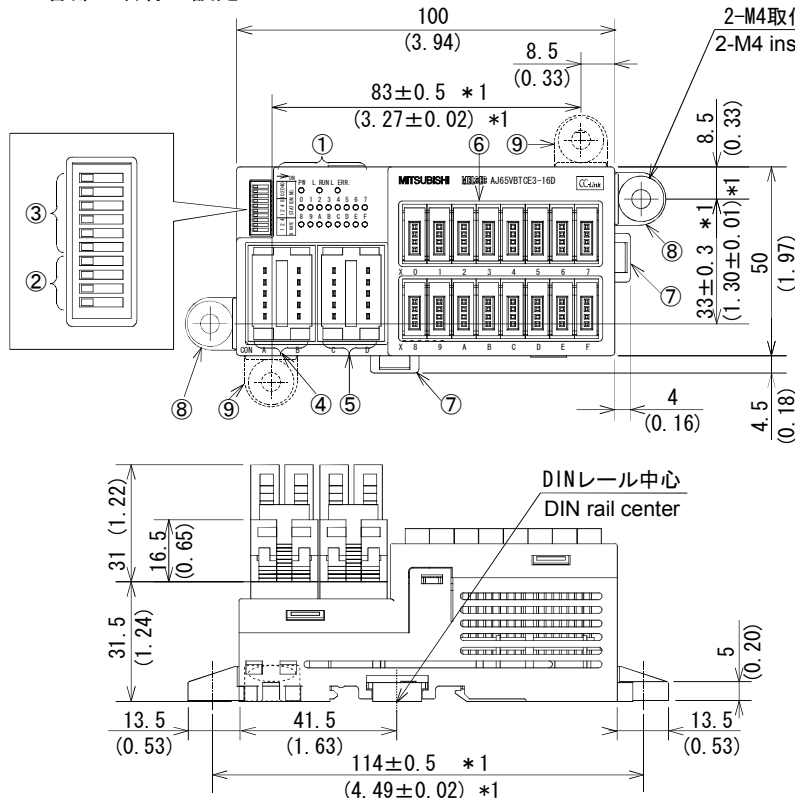 100
(3.94)
2-M4取付
2-M4 ins
8.5
(0.33)
83±0.5 *1
(3.27±0.02) *1
8.5
(0.33)
①
⑥
⑨
ON
PW L RUN L ERR.
0 1 2 3 4 5 6 7
8 9 A B C D E F
STATION NO.
B RATE
MITSUBISHI AJ65VBTCE3-16D
CC-Link
③
②
X 0 1 2 3 4 5 6 7
X 8 9 A B C D E F
CON A B C D
33±0.3 *1
(1.30±0.01)*1
50
(1.97)
⑧
⑦
⑧
⑨
④
⑤
⑦
4
(0.16)
4.5
(0.18)
DINレール中心
DIN rail center
31
(1.22)
16.5
(0.65)
31.5
(1.24)
5
(0.20)
13.5
(0.53)
41.5
(1.63)
13.5
(0.53)
114±0.5 *1
(4.49±0.02) *1